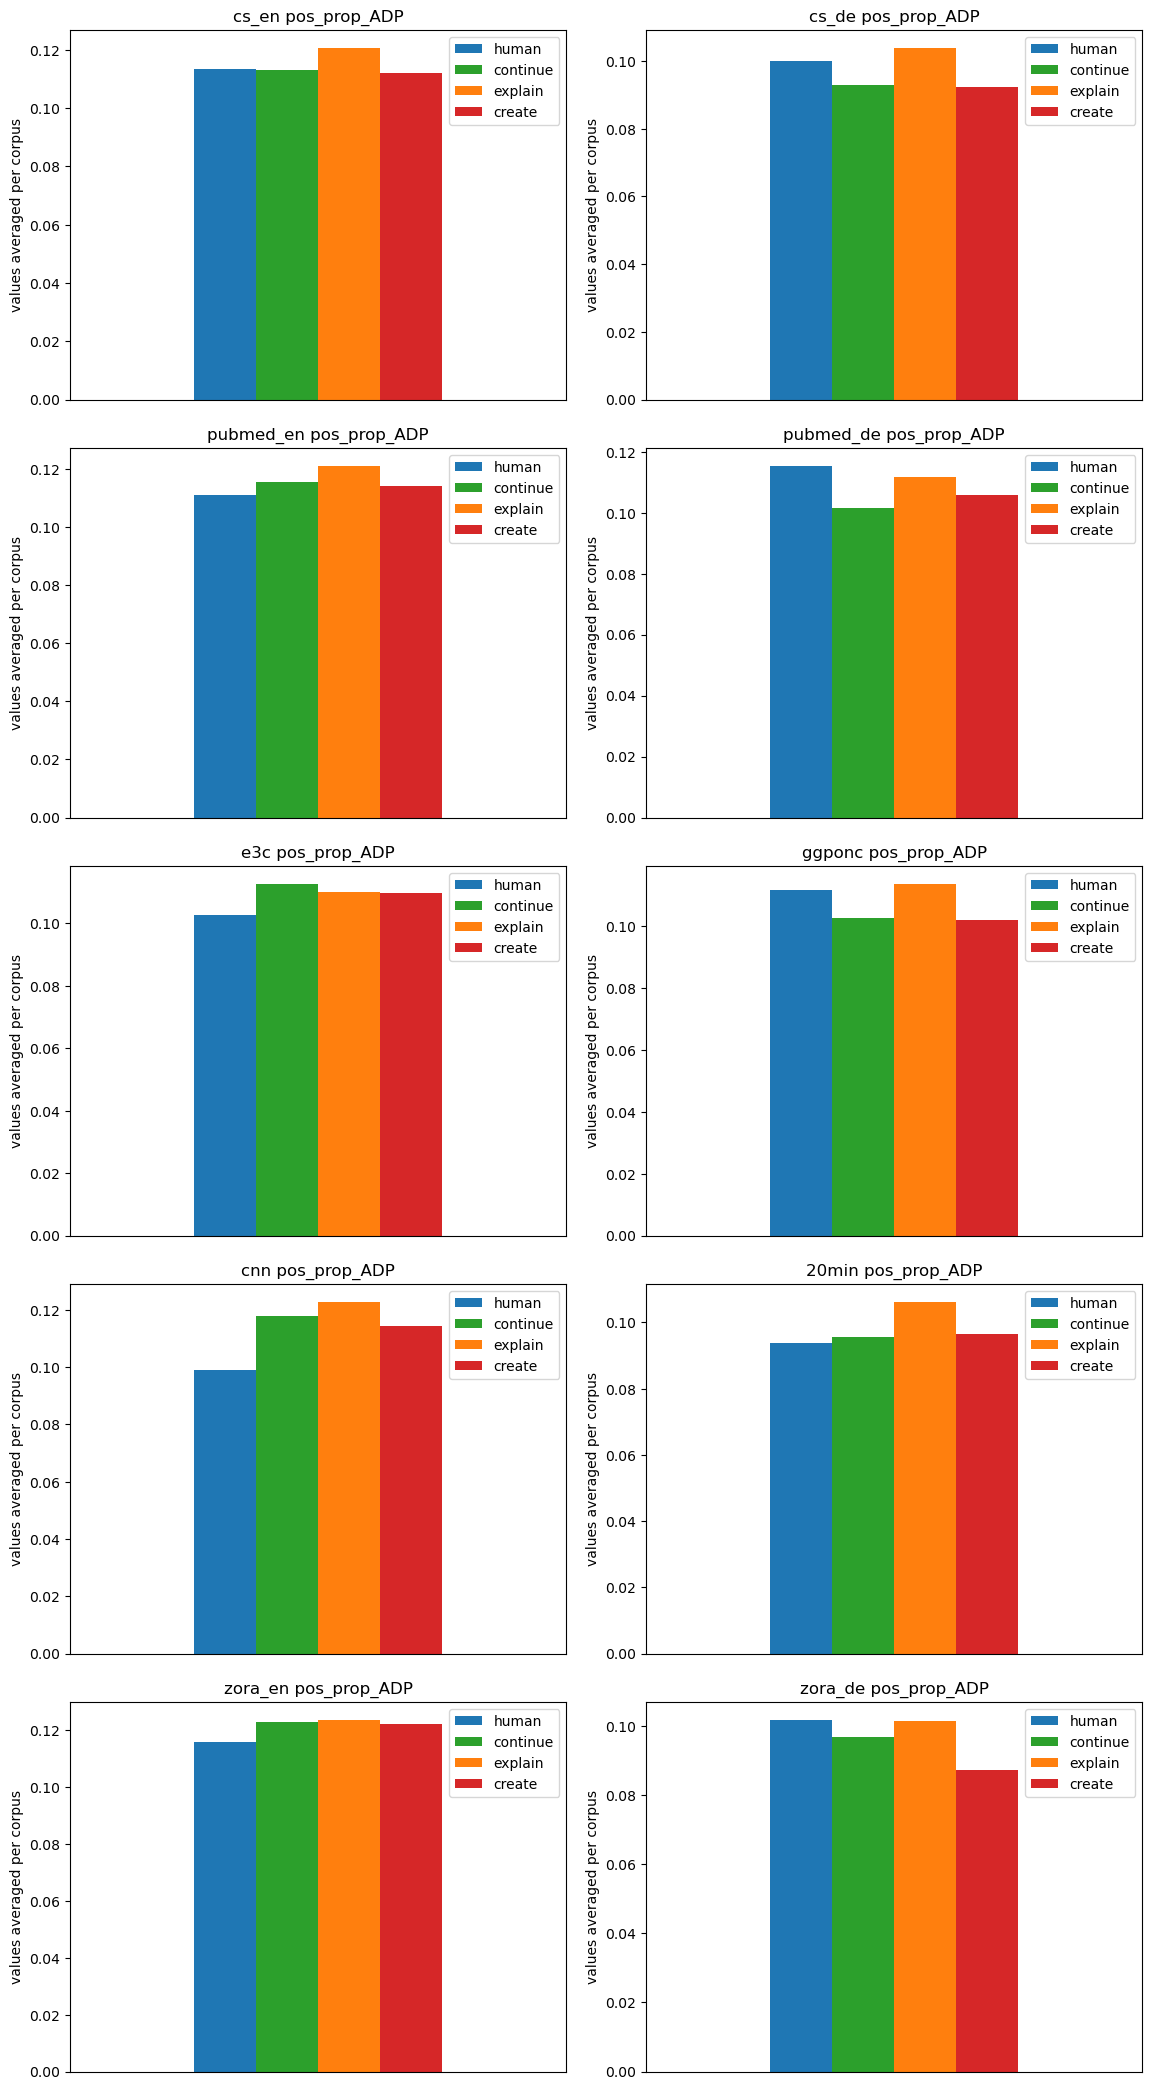 cs_en pos_prop_ADP
values averaged per corpus
0.12
0.10
0.08
0.06
0.04
0.02
0.00
human
continue
explain
create
cs_de pos_prop_ADP
values averaged per corpus
0.10
0.08
0.06
0.04
0.02
0.00
human
continue
explain
create
pubmed_en pos_prop_ADP
values averaged per corpus
0.12
0.10
0.08
0.06
0.04
0.02
0.00
human
continue
explain
create
pubmed_de pos_prop_ADP
values averaged per corpus
0.12
0.10
0.08
0.06
0.04
0.02
0.00
human
continue
explain
create
e3c pos_prop_ADP
values averaged per corpus
0.10
0.08
0.06
0.04
0.02
0.00
human
continue
explain
create
ggponc pos_prop_ADP
values averaged per corpus
0.10
0.08
0.06
0.04
0.02
0.00
human
continue
explain
create
cnn pos_prop_ADP
values averaged per corpus
0.12
0.10
0.08
0.06
0.04
0.02
0.00
human
continue
explain
create
20min pos_prop_ADP
values averaged per corpus
0.10
0.08
0.06
0.04
0.02
0.00
human
continue
explain
create
zora_en pos_prop_ADP
values averaged per corpus
0.12
0.10
0.08
0.06
0.04
0.02
0.00
human
continue
explain
create
zora_de pos_prop_ADP
values averaged per corpus
0.10
0.08
0.06
0.04
0.02
0.00
human
continue
explain
create